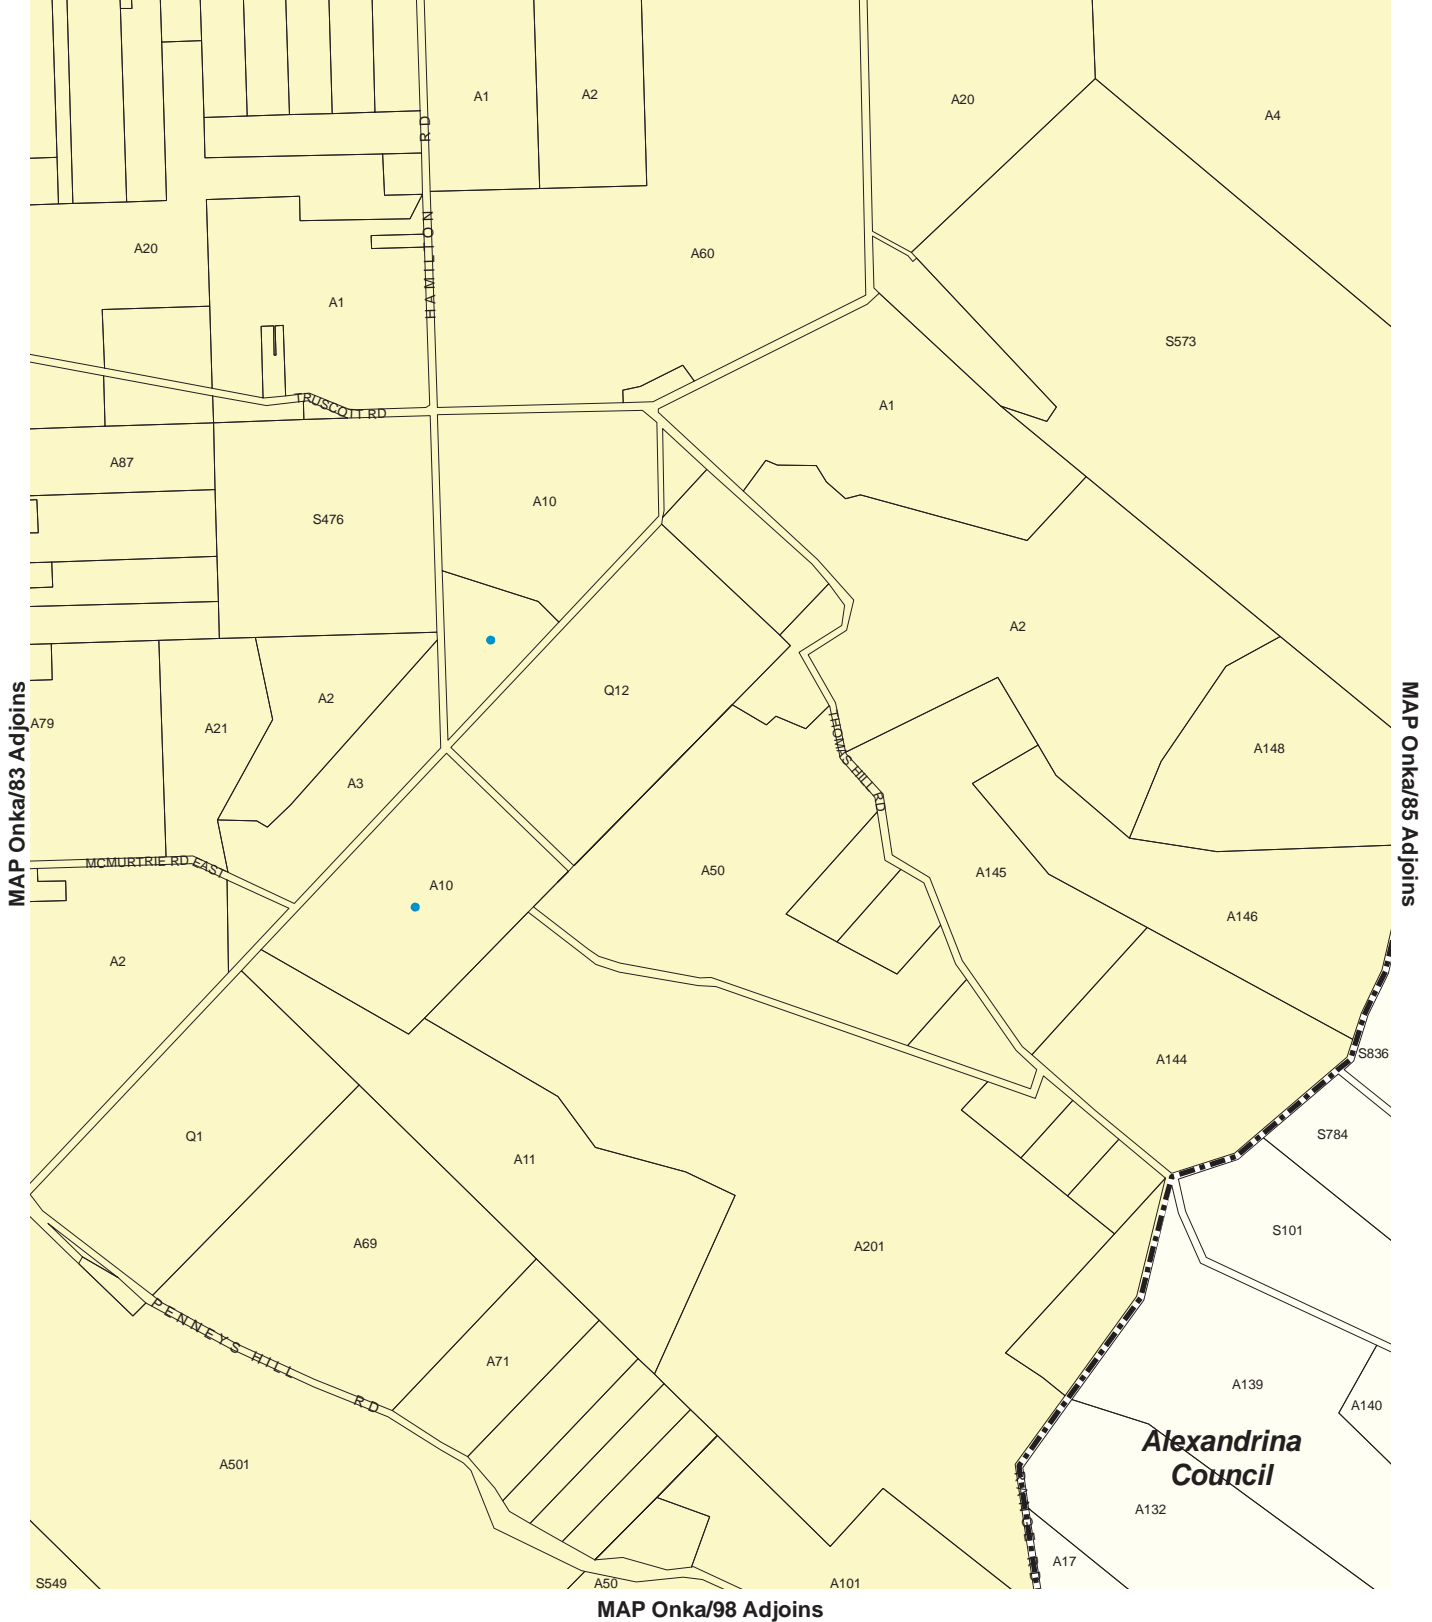 A1
A2
A20
A4
RD
A20
HAMILTON
A60
A1
S573
TRUSCOTT RD
A1
A87
A10
S476
A2
Q12
A2
A79
A21
A148
THOMAS HILL RD
MAP Onka/83 Adjoins
MAP Onka/85 Adjoins
A3
MCMURTRIE RD EAST
A50
A145
A10
A146
A2
A144
S836
Q1
S784
A11
S101
A69
A201
PENNEYS HILL RD
A71
A139
A140
Alexandrina
Council
A501
A132
A17
S549
A50
A101
MAP Onka/98 Adjoins